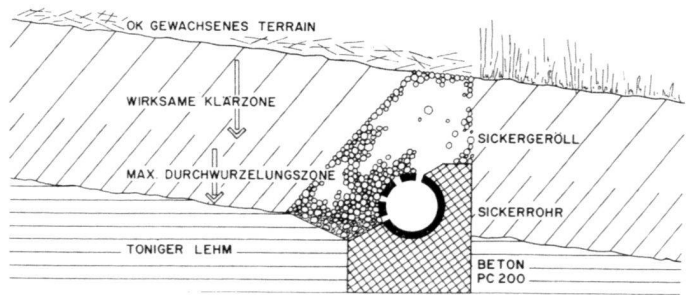 OK GEWACHSENES TERRAIN
WIRKSAME KLÄRZONE
SICKERGERÖLL
MAX. DURCHWURZELUNGSZONE
SICKERROHR
TONIGER LEHM
BETON
PC 200